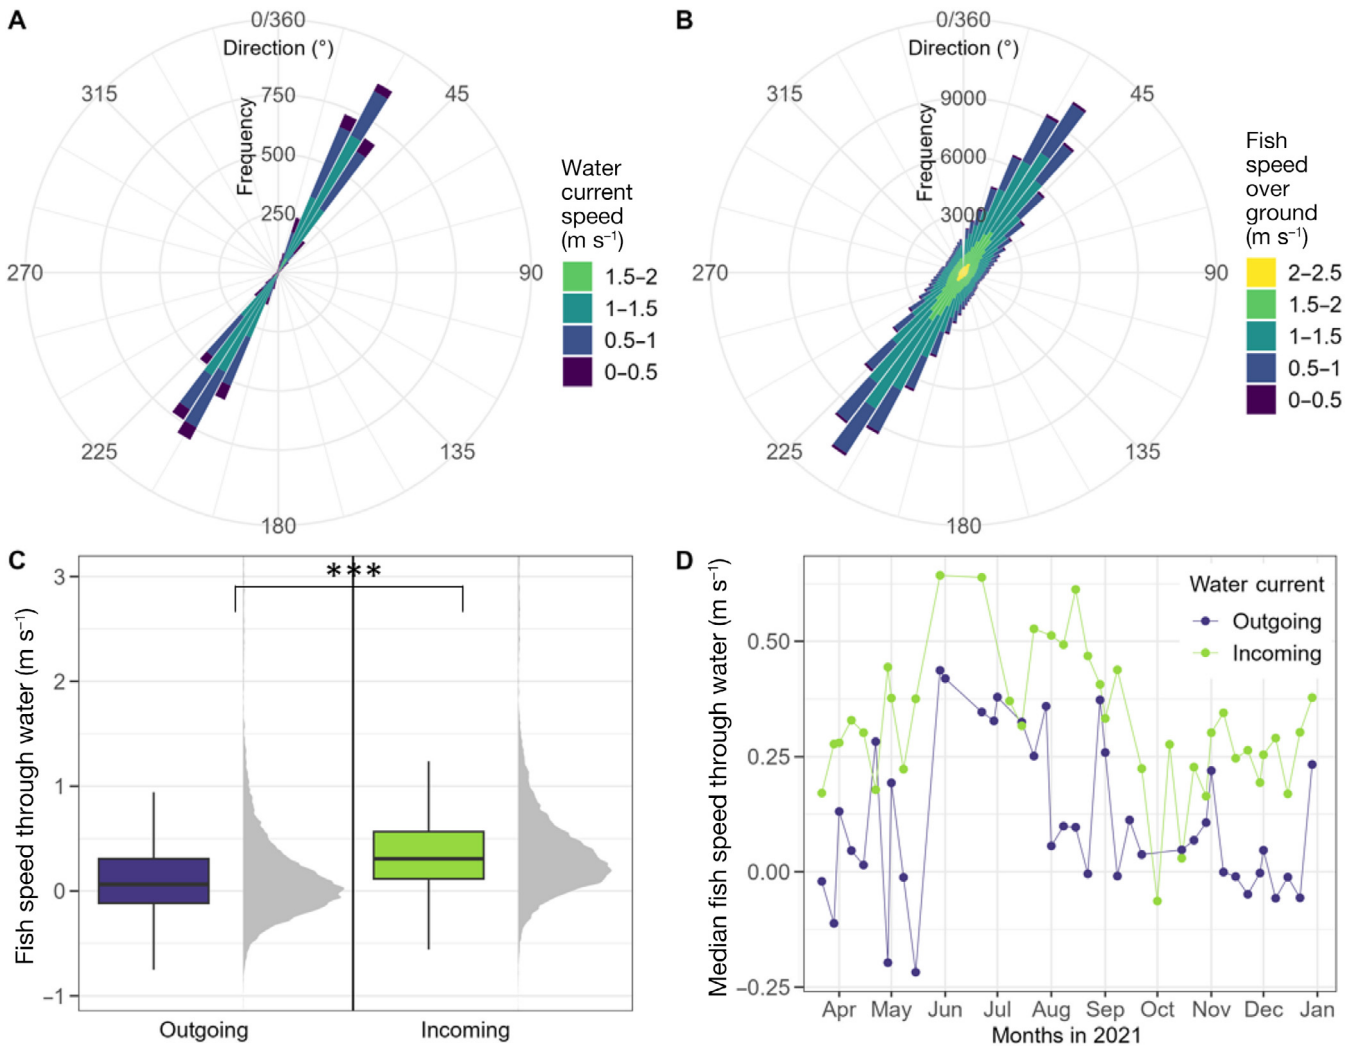 A
0/360
Direction (°)
315
45
750
Frequency
500
250
270
90
225
135
180
Water
current
speed
(m s⁻¹)
1.5–2
1–1.5
0.5–1
0–0.5
B
0/360
Direction (°)
315
45
9000
Frequency
6000
3000
270
90
225
135
180
Fish
speed
over
ground
(m s⁻¹)
2–2.5
1.5–2
1–1.5
0.5–1
0–0.5
C
Fish speed through water (m s⁻¹)
3
2
1
0
–1
***
Outgoing
Incoming
D
Median fish speed through water (m s⁻¹)
0.50
0.25
0.00
–0.25
Water current
Outgoing
Incoming
Apr May Jun Jul Aug Sep Oct Nov Dec Jan
Months in 2021